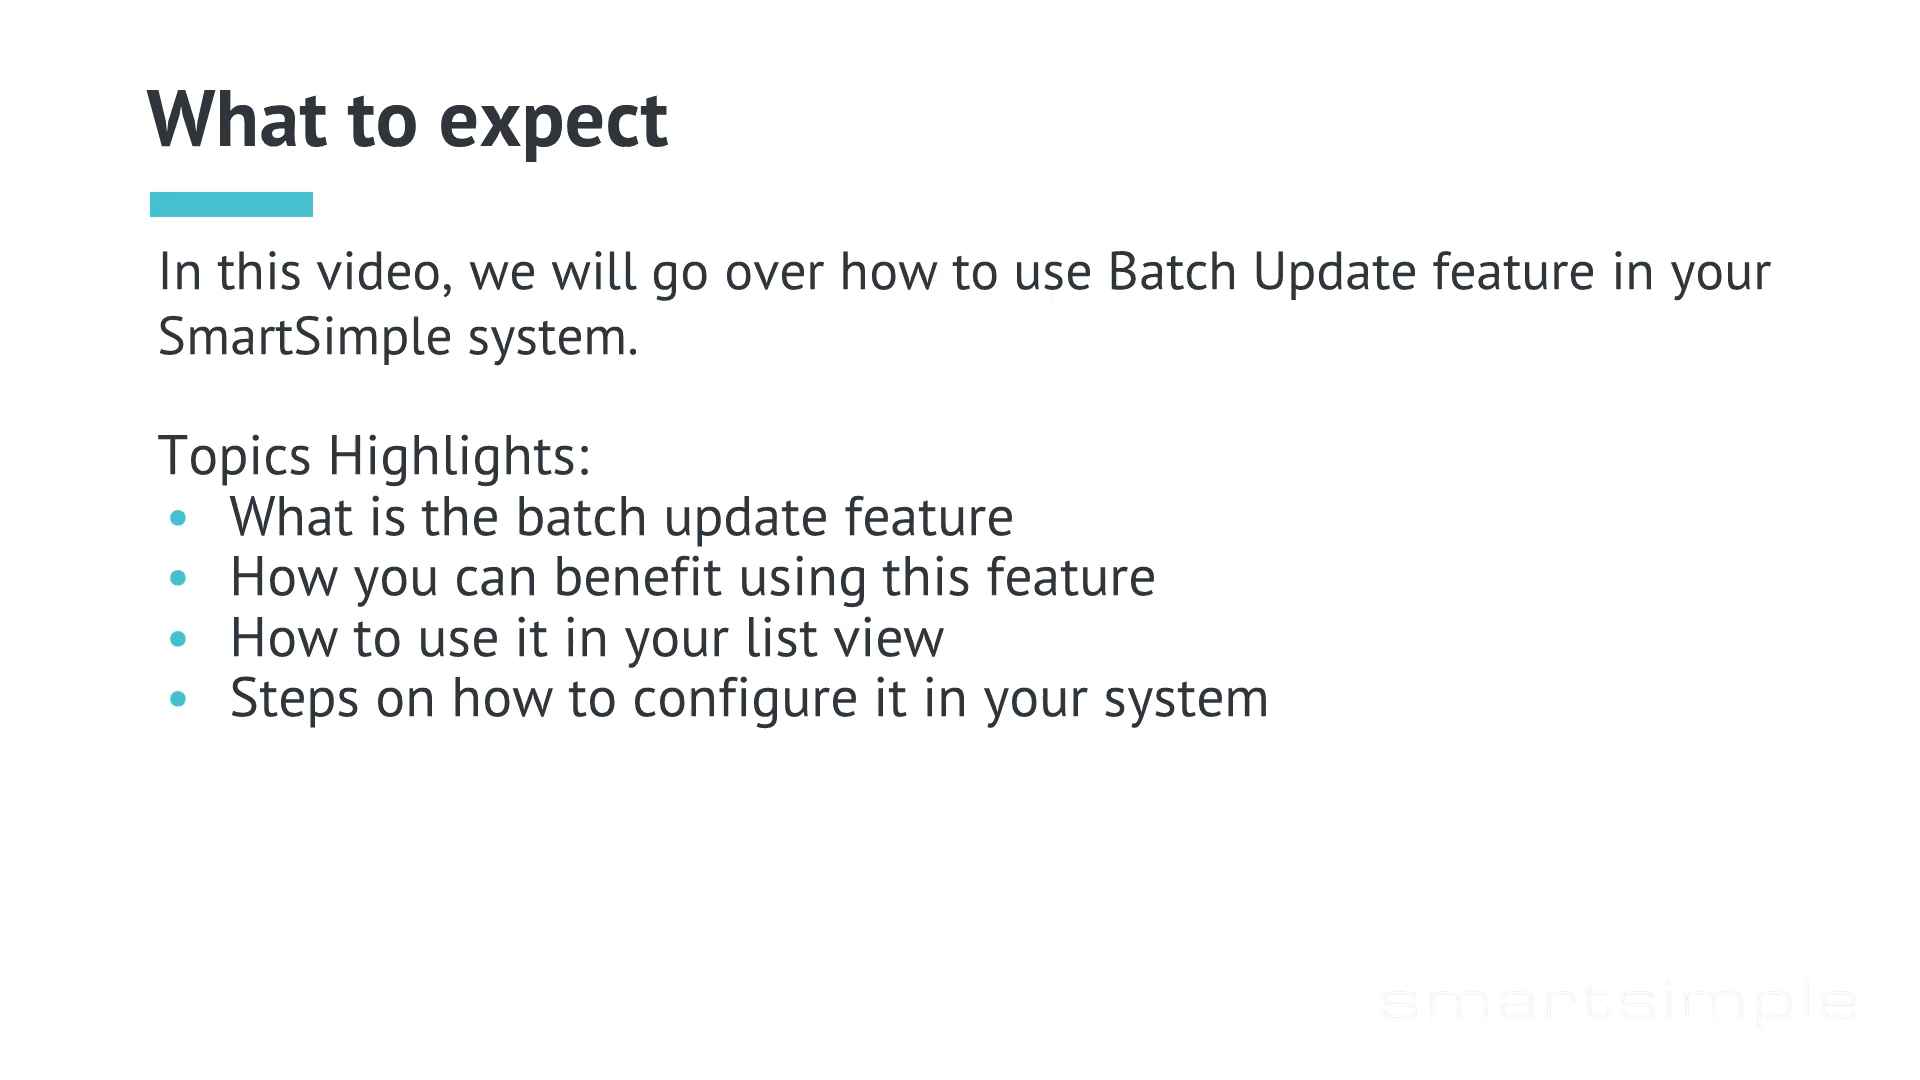 What to expect
In this video, we will go over how to use Batch Update feature in your
SmartSimple system.
Topics Highlights:
• What is the batch update feature
• How you can benefit using this feature
• How to use it in your list view
• Steps on how to configure it in your system
smartsimple